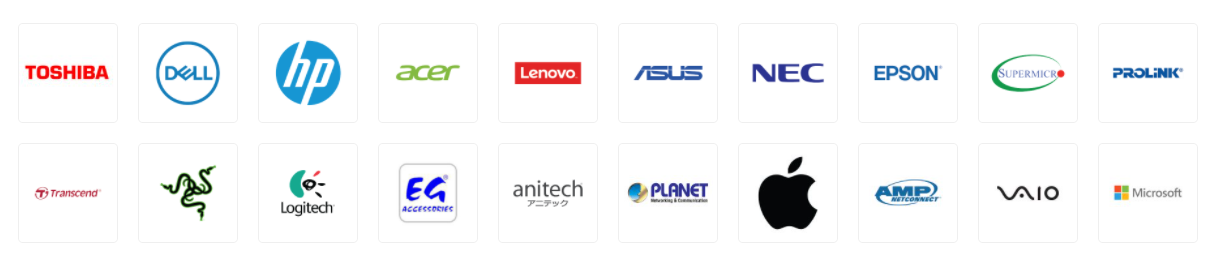 TOSHIBA
DELL
hp
acer
Lenovo
ASUS
NEC
EPSON®
SUPERMICRO
PROLiNK®
Transcend®
Logitech
EG®
ACCESSORIES
anitech
アニテック
PLANET
Networking & Communication
AMP
NETCONNECT
VAIO
Microsoft